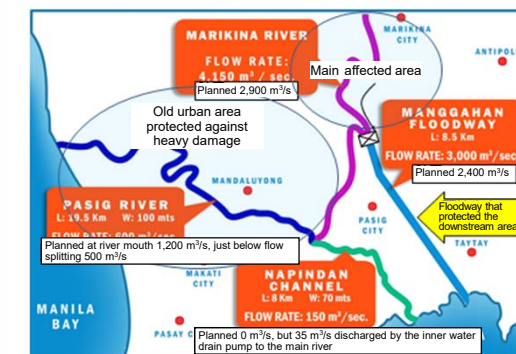 MARIKINA RIVER
FLOW RATE:
4,150 m³ / sec.
Planned 2,900 m³/s
MARIKINA
CITY
ANTIPOL
Main affected area
Old urban area
protected against
heavy damage
MANGGAHAN
FLOODWAY
L: 8.5 Km
FLOW RATE: 3,000 m³/sec.
Planned 2,400 m³/s
MANDALUYONG
PASIG RIVER
L: 19.5 Km W: 100 mts
FLOW RATE: 600 m³/sec.
Planned at river mouth 1,200 m³/s, just below flow
splitting 500 m³/s
PASIG
CITY
Floodway that
protected the
downstream area
TAYTAY
MAKATI
CITY
NAPINDAN
CHANNEL
L: 8 Km W: 70 mts
FLOW RATE: 150 m³/sec.
MANILA
BAY
PASAY C
Planned 0 m³/s, but 35 m³/s discharged by the inner water
drain pump to the main river